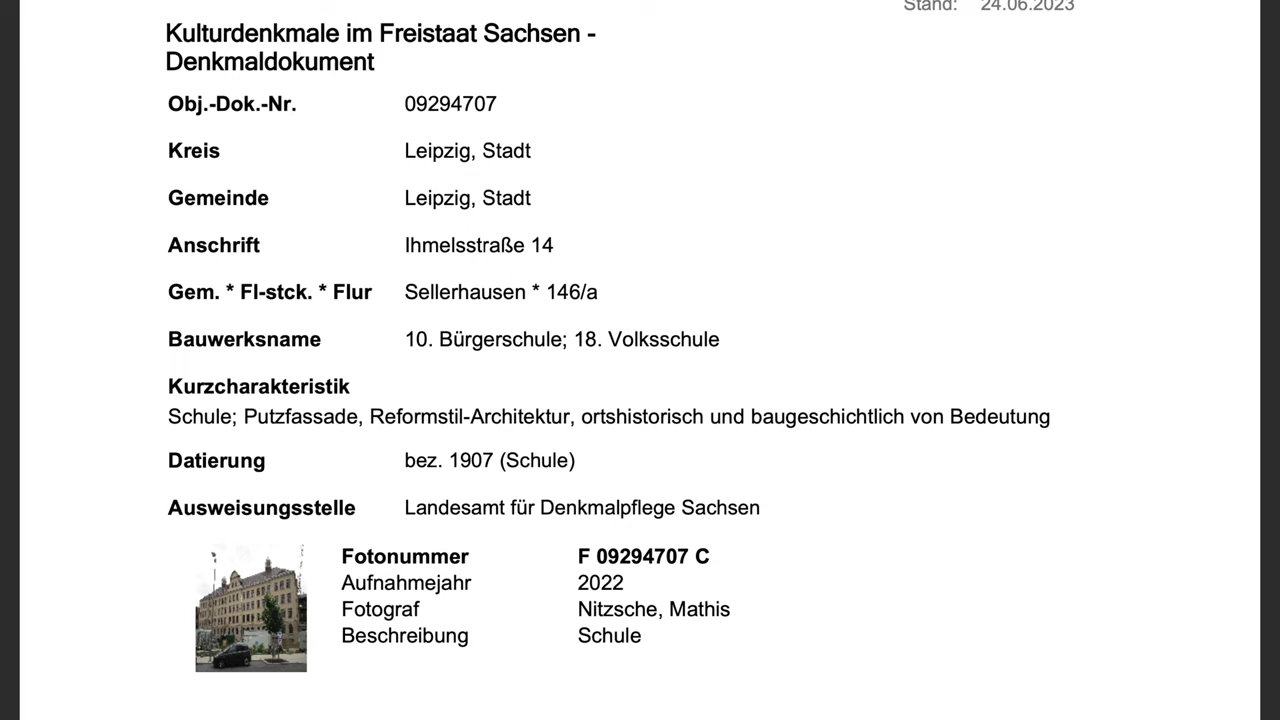 Stand: 24.06.2023
Kulturdenkmale im Freistaat Sachsen -
Denkmaldokument
Obj.-Dok.-Nr. 09294707
Kreis Leipzig, Stadt
Gemeinde Leipzig, Stadt
Anschrift Ihmelsstraße 14
Gem. * Fl-stck. * Flur Sellerhausen * 146/a
Bauwerksname 10. Bürgerschule; 18. Volksschule
Kurzcharakteristik
Schule; Putzfassade, Reformstil-Architektur, ortshistorisch und baugeschichtlich von Bedeutung
Datierung bez. 1907 (Schule)
Ausweisungsstelle Landesamt für Denkmalpflege Sachsen
Fotonummer F 09294707 C
Aufnahmejahr 2022
Fotograf Nitzsche, Mathis
Beschreibung Schule